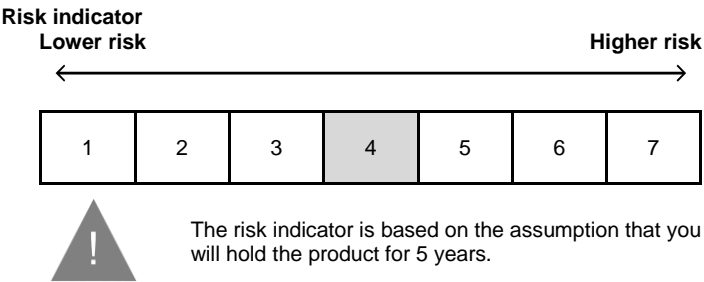 Risk indicator
Lower risk Higher risk
1 2 3 4 5 6 7
!
The risk indicator is based on the assumption that you
will hold the product for 5 years.